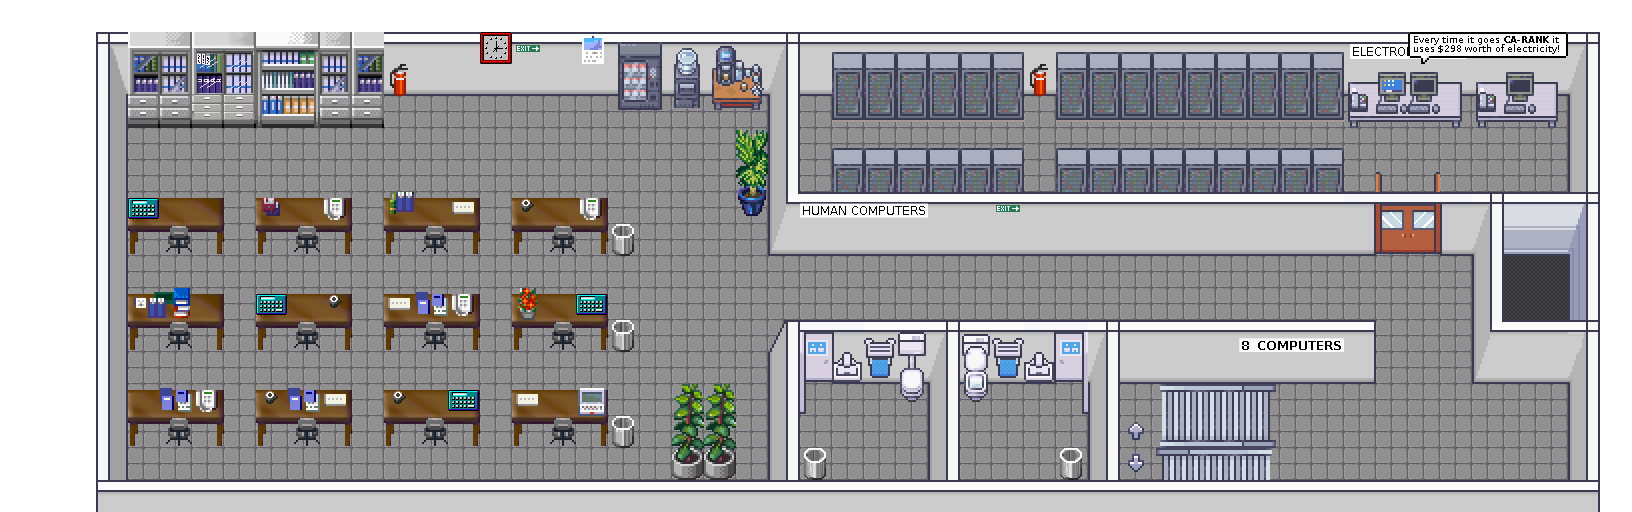 EXIT→
ELECTRO
Every time it goes CA-RANK it
uses $298 worth of electricity!
HUMAN COMPUTERS
EXIT→
8 COMPUTERS